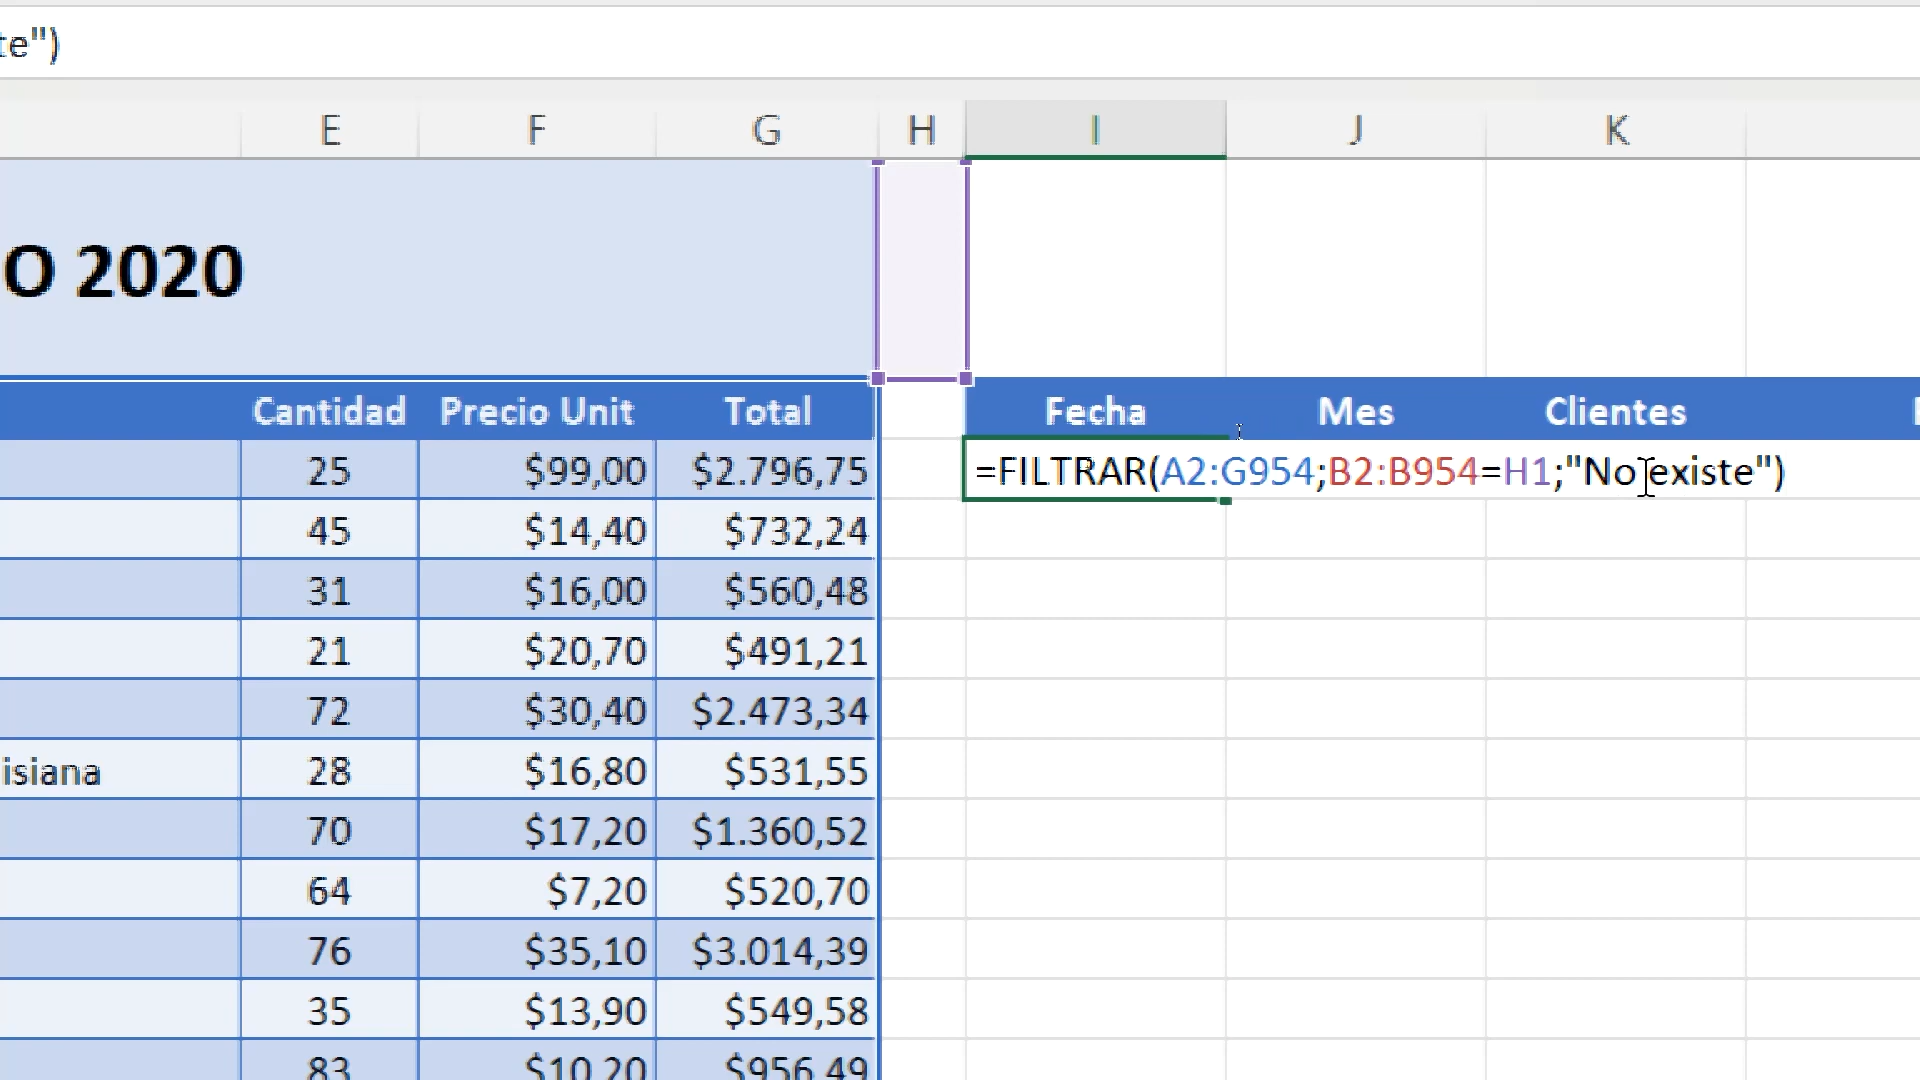 te")
E F G H I J K
O 2020
Cantidad Precio Unit Total Fecha Mes Clientes
25 $99,00 $2.796,75 =FILTRAR(A2:G954;B2:B954=H1;"No existe")
45 $14,40 $732,24
31 $16,00 $560,48
21 $20,70 $491,21
72 $30,40 $2.473,34
isiana 28 $16,80 $531,55
70 $17,20 $1.360,52
64 $7,20 $520,70
76 $35,10 $3.014,39
35 $13,90 $549,58
83 $10,20 $956,49